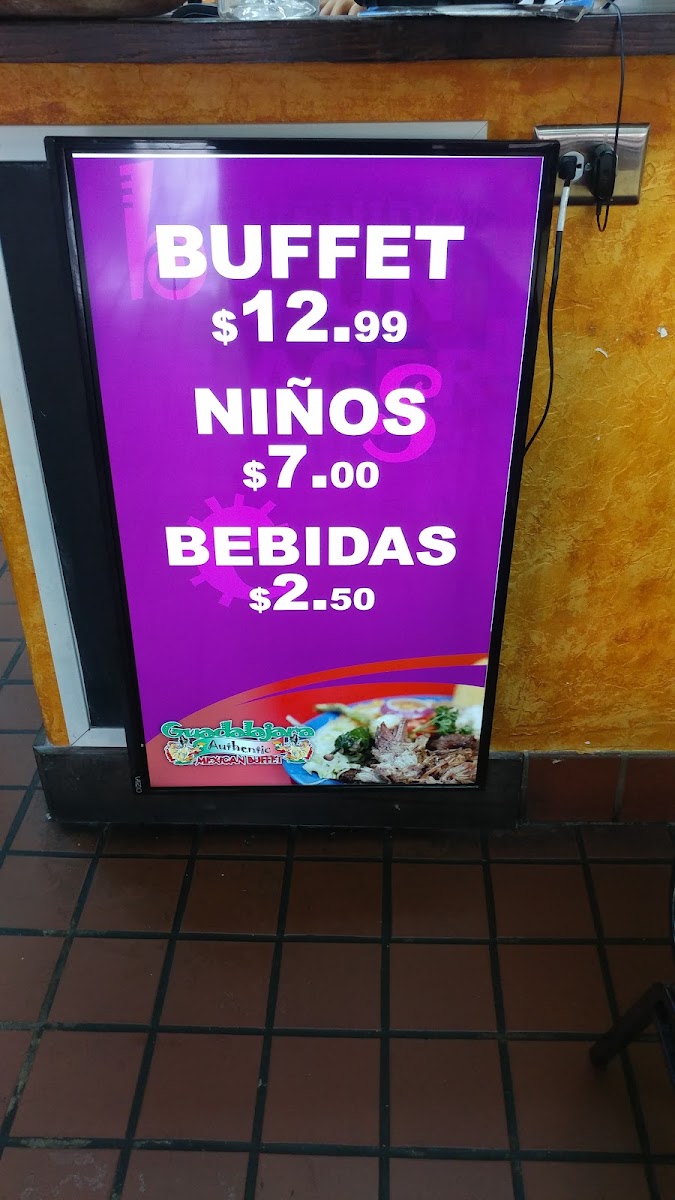 BUFFET
$12.99
NIÑOS
$7.00
BEBIDAS
$2.50
Guadalajara
Authentic
MEXICAN BUFFET